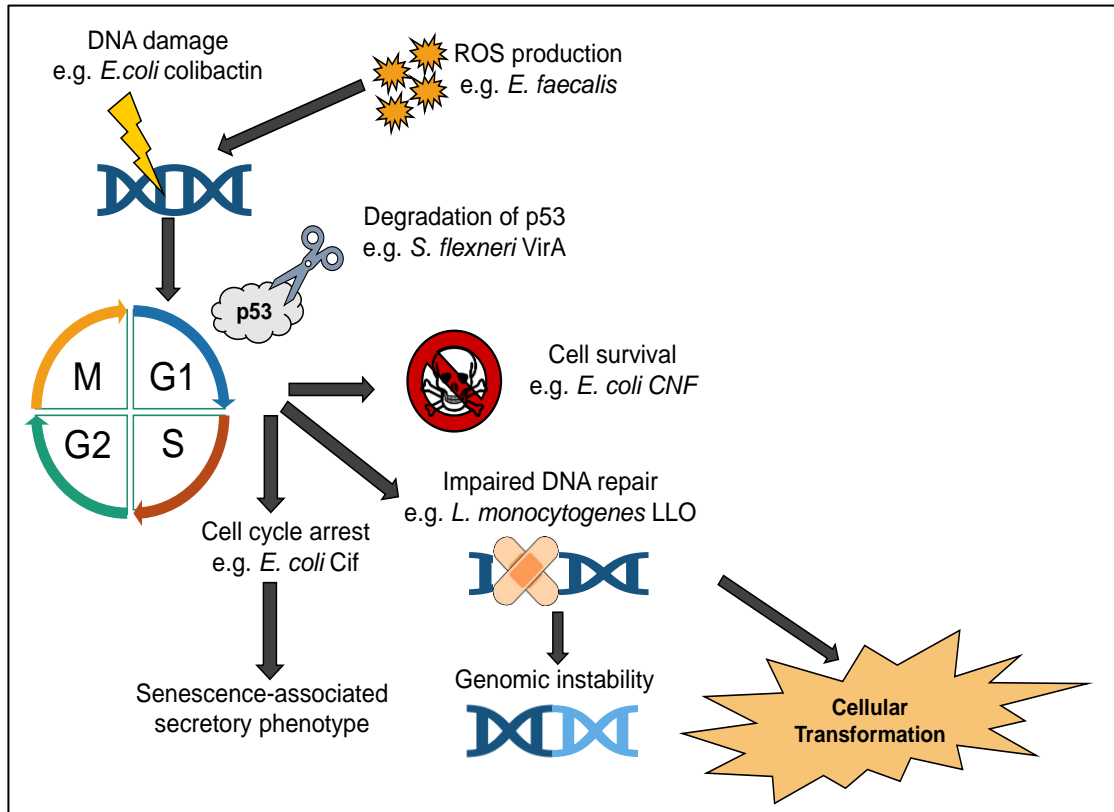 DNA damage
e.g. E.coli colibactin
ROS production
e.g. E. faecalis
Degradation of p53
e.g. S. flexneri VirA
p53
M
G1
G2
S
Cell survival
e.g. E. coli CNF
Impaired DNA repair
e.g. L. monocytogenes LLO
Cell cycle arrest
e.g. E. coli Cif
Senescence-associated
secretory phenotype
Genomic instability
Cellular
Transformation